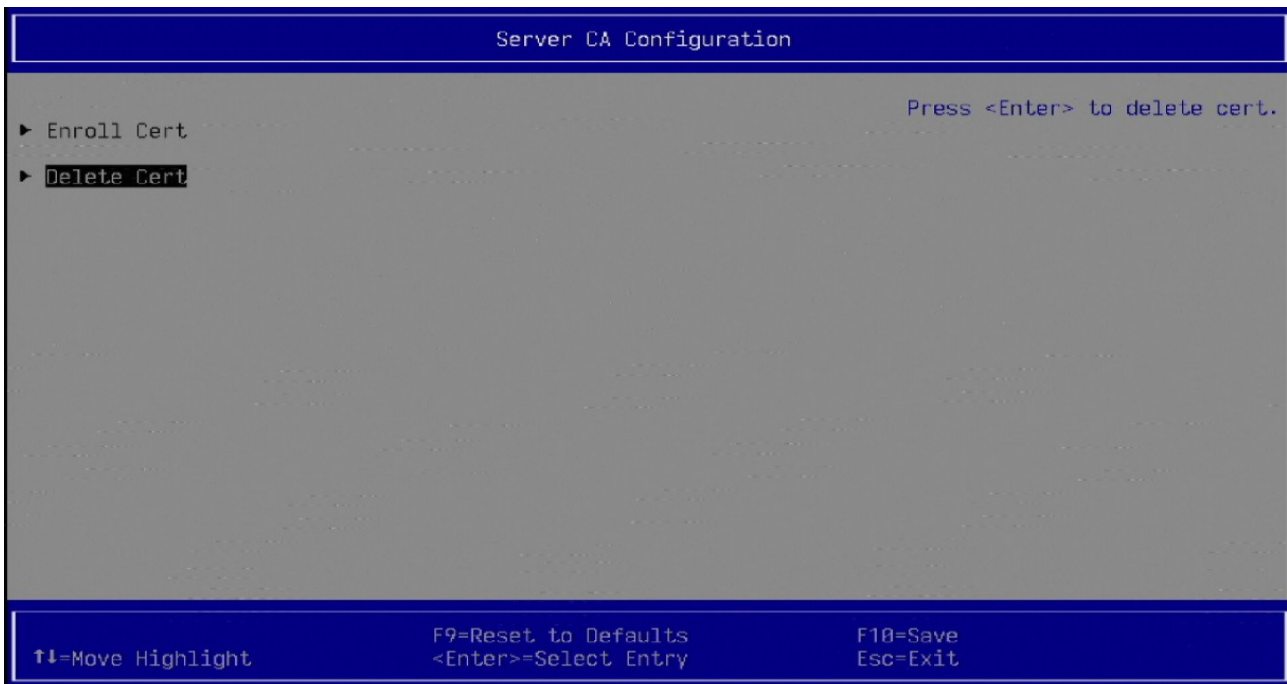 Server CA Configuration
Press <Enter> to delete cert.
► Enroll Cert
► Delete Cert
F9=Reset to Defaults F10=Save
↑↓=Move Highlight <Enter>=Select Entry Esc=Exit